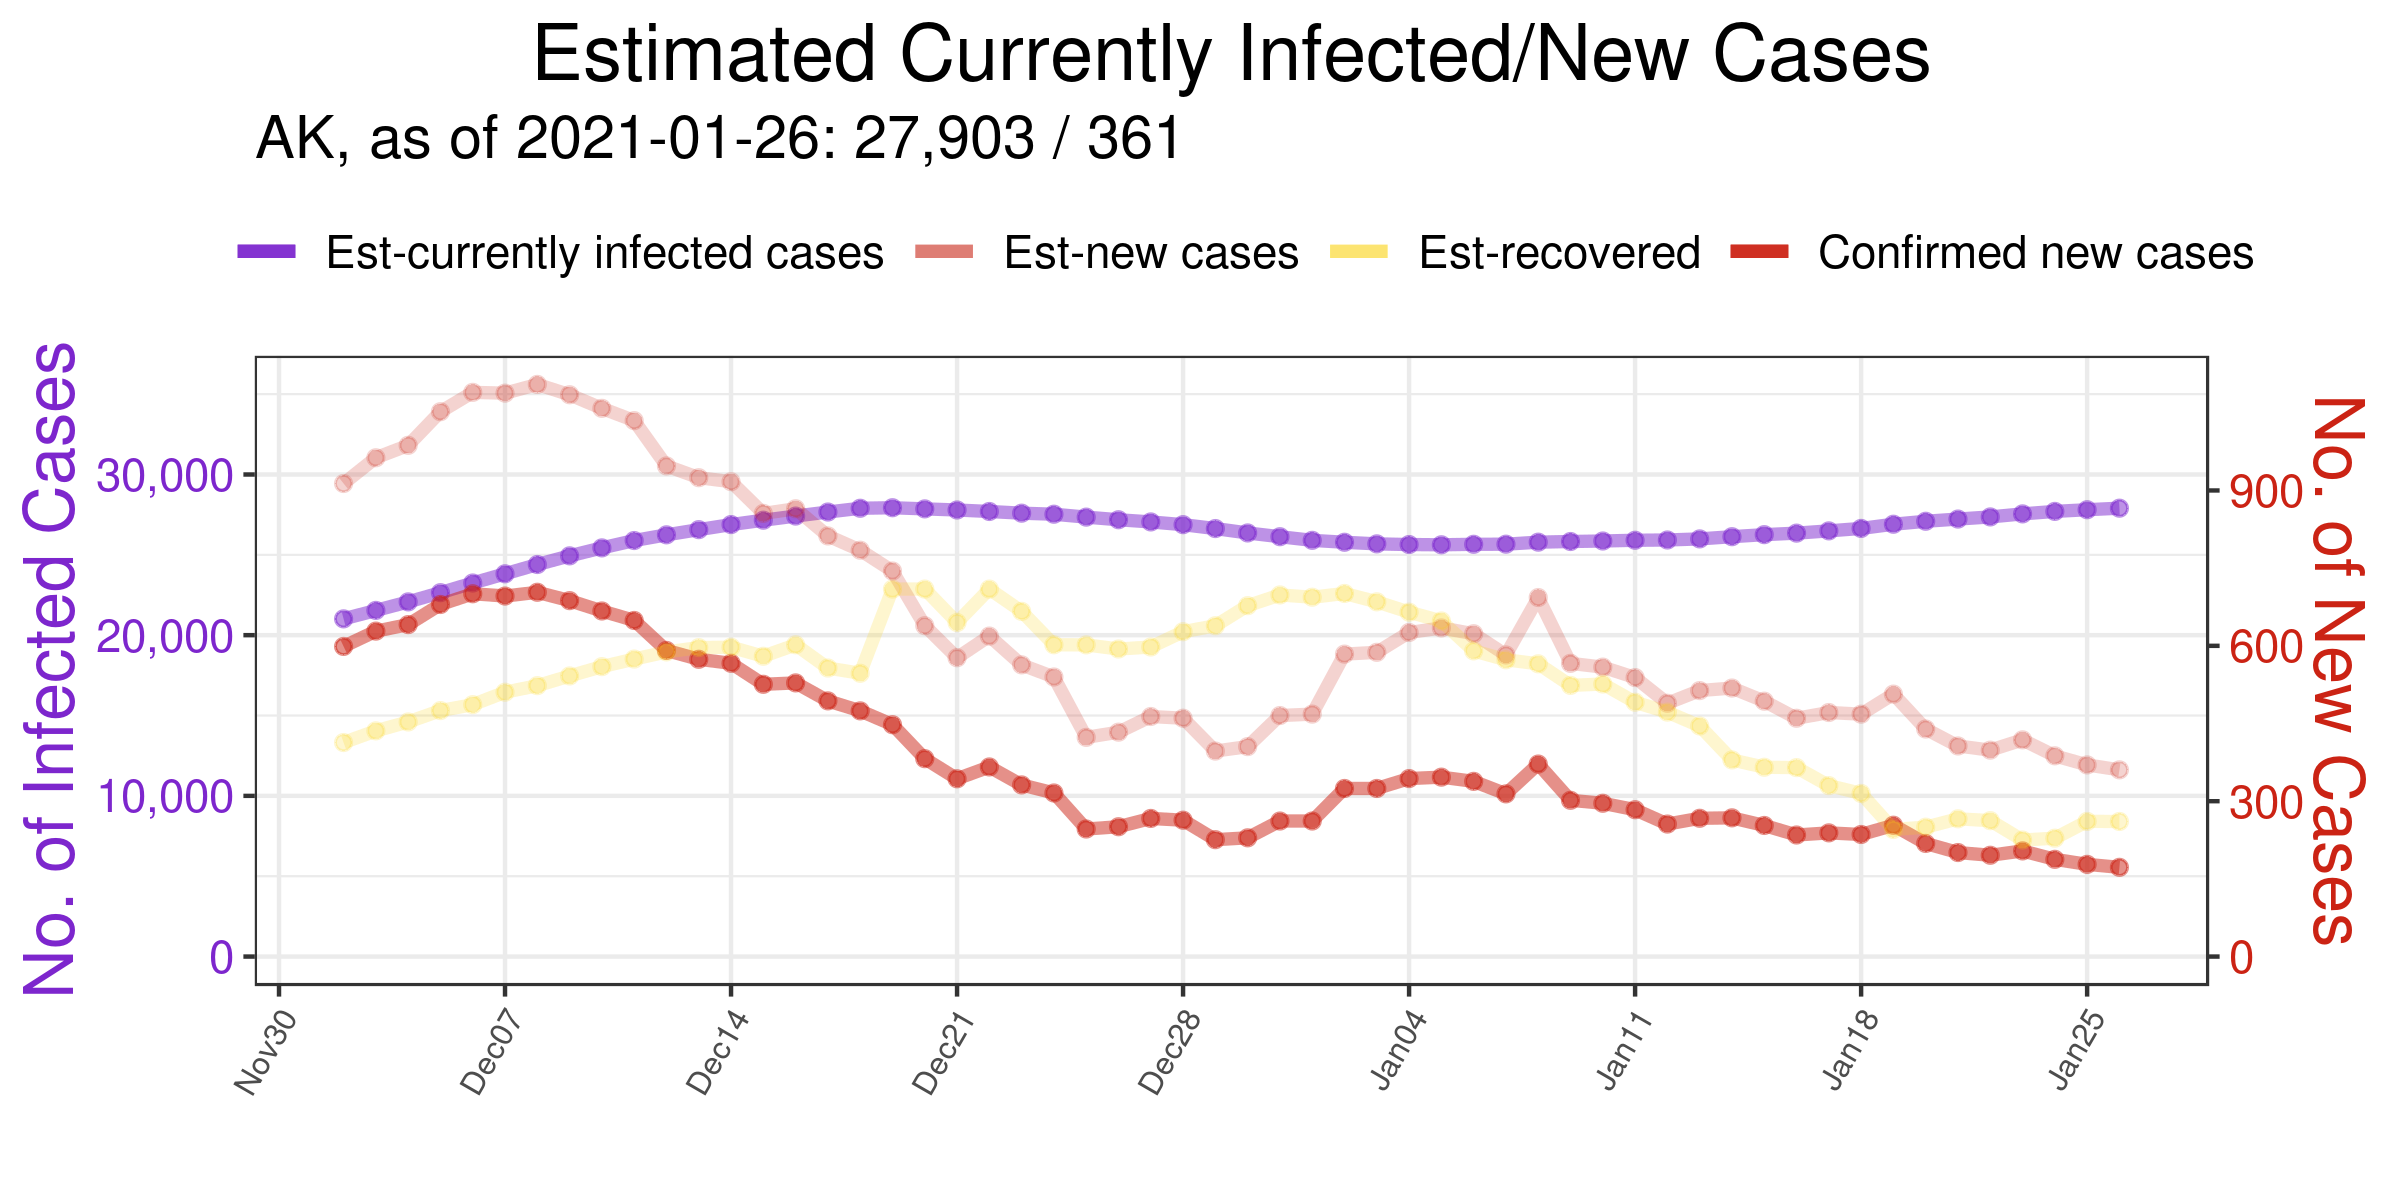 Estimated Currently Infected/New Cases
AK, as of 2021-01-26: 27,903 / 361
Est-currently infected cases Est-new cases Est-recovered Confirmed new cases
No. of Infected Cases
30,000
20,000
10,000
0
900
600
300
0
No. of New Cases
Nov30 Dec07 Dec14 Dec21 Dec28 Jan04 Jan11 Jan18 Jan25